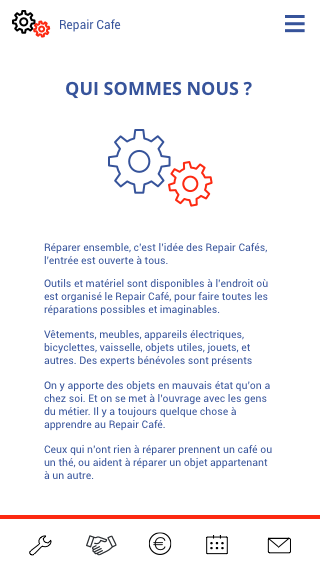 Repair Cafe
QUI SOMMES NOUS ?
Réparer ensemble, c'est l'idée des Repair Cafés,
l'entrée est ouverte à tous.
Outils et matériel sont disponibles à l'endroit où
est organisé le Repair Café, pour faire toutes les
réparations possibles et imaginables.
Vêtements, meubles, appareils électriques,
bicyclettes, vaisselle, objets utiles, jouets, et
autres. Des experts bénévoles sont présents
On y apporte des objets en mauvais état qu'on a
chez soi. Et on se met à l'ouvrage avec les gens
du métier. Il y a toujours quelque chose à
apprendre au Repair Café.
Ceux qui n'ont rien à réparer prennent un café ou
un thé, ou aident à réparer un objet appartenant
à un autre.